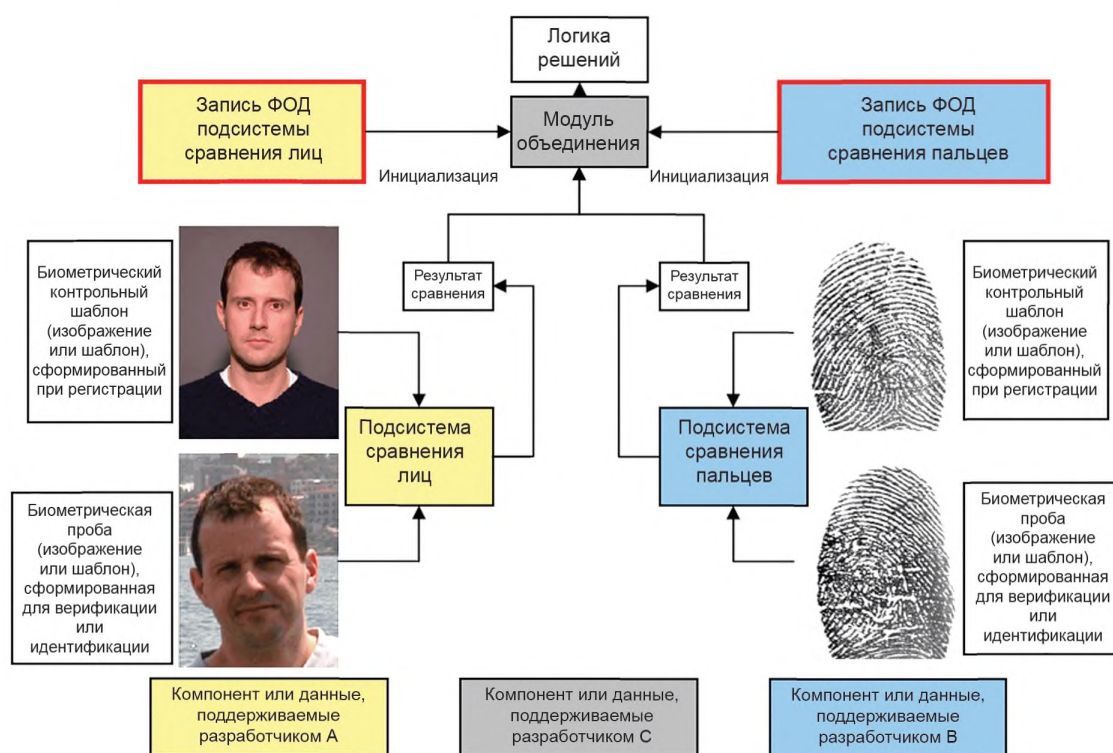 Логика
решений
Запись ФОД
подсистемы
сравнения лиц
Модуль
объединения
Запись ФОД
подсистемы
сравнения пальцев
Инициализация
Инициализация
Биометрический
контрольный
шаблон
(изображение
или шаблон),
сформированный
при регистрации
Результат
сравнения
Результат
сравнения
Биометрический
контрольный
шаблон
(изображение
или шаблон),
сформированный
при регистрации
Подсистема
сравнения
лиц
Подсистема
сравнения
пальцев
Биометрическая
проба
(изображение
или шаблон),
сформированная
для верификации
или
идентификации
Биометрическая
проба
(изображение
или шаблон),
сформированная
для верификации
или
идентификации
Компонент или данные,
поддерживаемые
разработчиком А
Компонент или данные,
поддерживаемые
разработчиком С
Компонент или данные,
поддерживаемые
разработчиком В